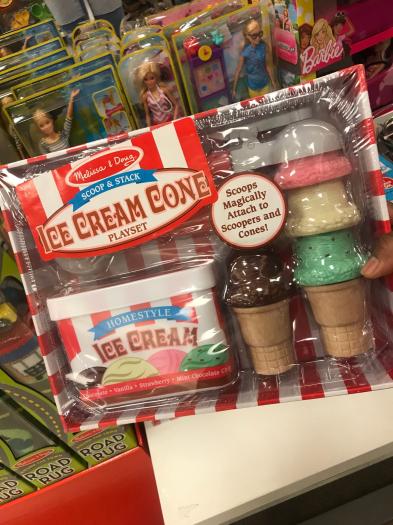 Barbie
Melissa & Doug
SCOOP & STACK
ICE CREAM CONE
PLAYSET
Scoops
Magically
Attach to
Scoopers and
Cones!
HOMESTYLE
ICE CREAM
Vanilla • Strawberry • Mint Chocolate
ROAD
RUG
ROAD
RUG